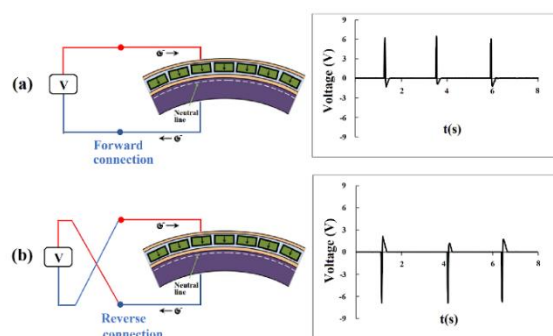 (a)
V
e⁻
Neutral
line
e⁻
Forward
connection
Voltage (V)
9
6
3
0
-3
-6
-9
2
4
6
8
t(s)
(b)
V
e⁻
Neutral
line
e⁻
Reverse
connection
Voltage (V)
9
6
3
0
-3
-6
-9
2
4
6
8
t(s)